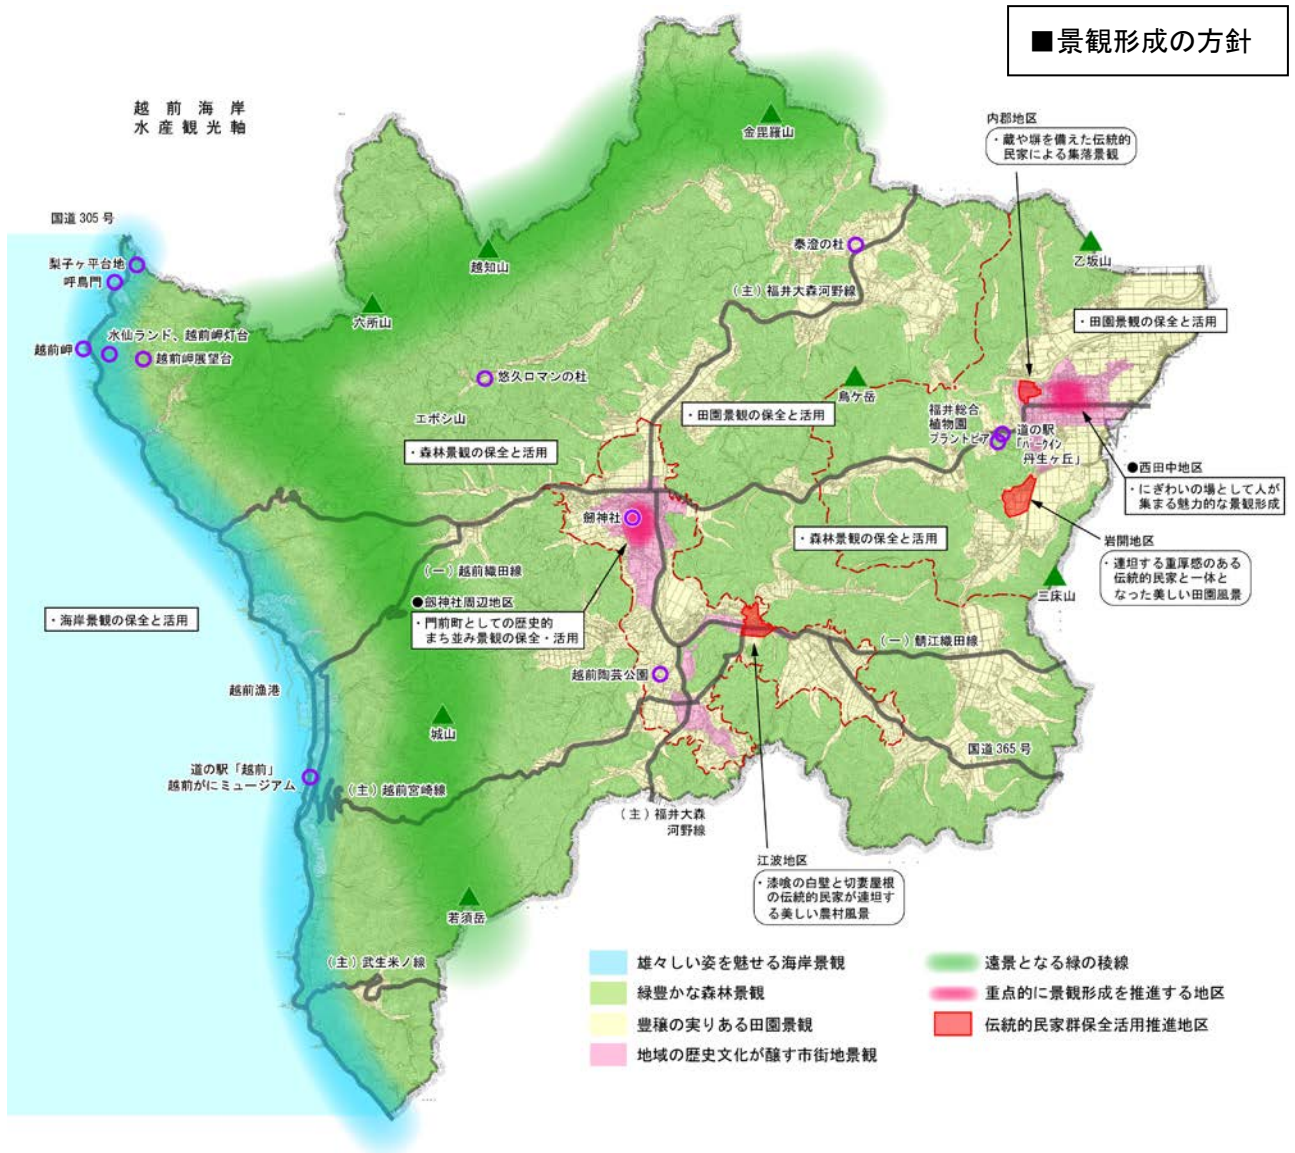 ■景観形成の方針
越前海岸
水産観光軸
金毘羅山
内郡地区
・蔵や塀を備えた伝統的
民家による集落景観
国道305号
梨子ヶ平台地
呼鳥門
越知山
泰澄の杜
乙坂山
(主)福井大森河野線
六所山
・田園景観の保全と活用
水仙ランド、越前岬灯台
越前岬
越前岬展望台
悠久ロマンの杜
烏ケ岳
エボシ山
・田園景観の保全と活用
福井総合
植物園
プラントピア
道の駅
「パークイン
丹生ヶ丘」
・森林景観の保全と活用
●西田中地区
・にぎわいの場として人が
集まる魅力的な景観形成
劔神社
・森林景観の保全と活用
岩開地区
・連坦する重厚感のある
伝統的民家と一体と
なった美しい田園風景
(一)越前織田線
三床山
●劔神社周辺地区
・門前町としての歴史的
まち並み景観の保全・活用
・海岸景観の保全と活用
(一)鯖江織田線
越前陶芸公園
越前漁港
城山
国道365号
道の駅「越前」
越前がにミュージアム
(主)越前宮崎線
(主)福井大森
河野線
江波地区
・漆喰の白壁と切妻屋根
の伝統的民家が連坦す
る美しい農村風景
若須岳
(主)武生米ノ線
雄々しい姿を魅せる海岸景観
緑豊かな森林景観
豊穣の実りある田園景観
地域の歴史文化が醸す市街地景観
遠景となる緑の稜線
重点的に景観形成を推進する地区
伝統的民家群保全活用推進地区